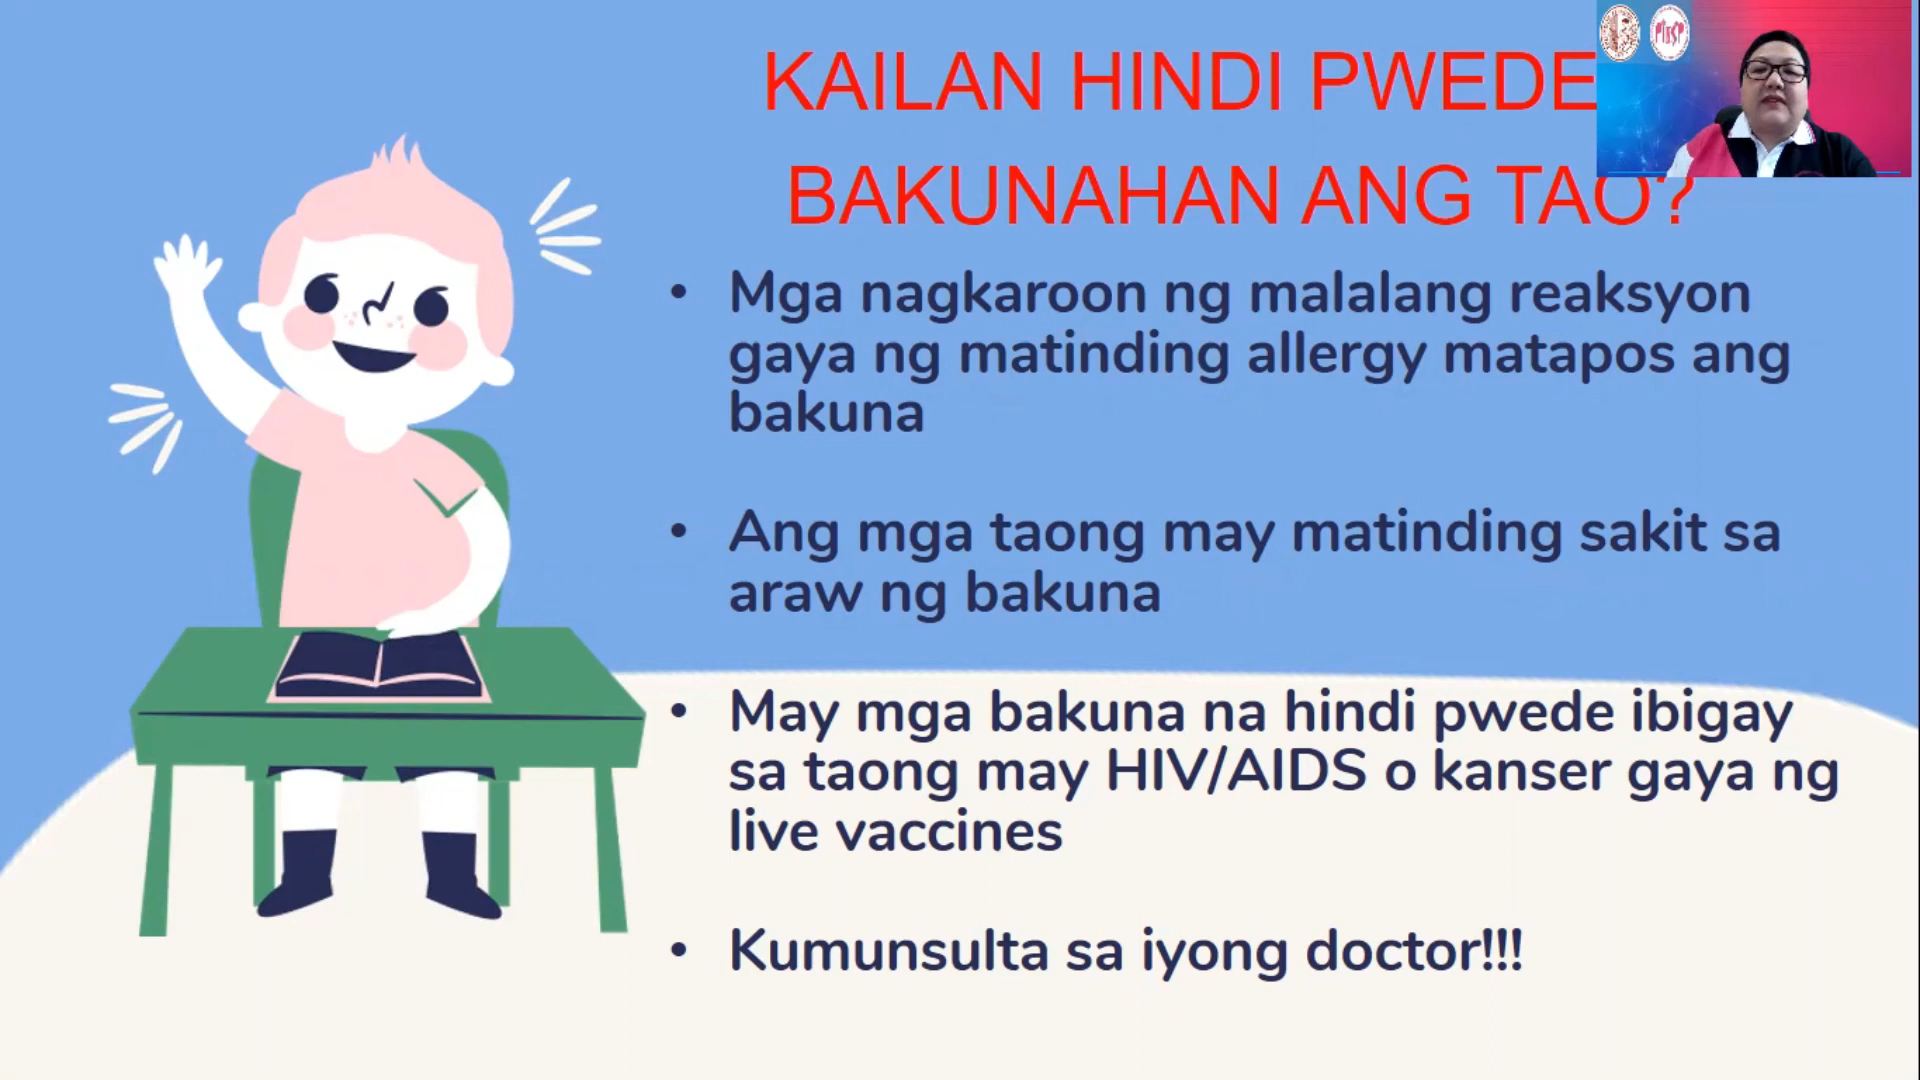 KAILAN HINDI PWEDE
BAKUNAHAN ANG TAO?
• Mga nagkaroon ng malalang reaksyon
gaya ng matinding allergy matapos ang
bakuna
• Ang mga taong may matinding sakit sa
araw ng bakuna
• May mga bakuna na hindi pwede ibigay
sa taong may HIV/AIDS o kanser gaya ng
live vaccines
• Kumunsulta sa iyong doctor!!!